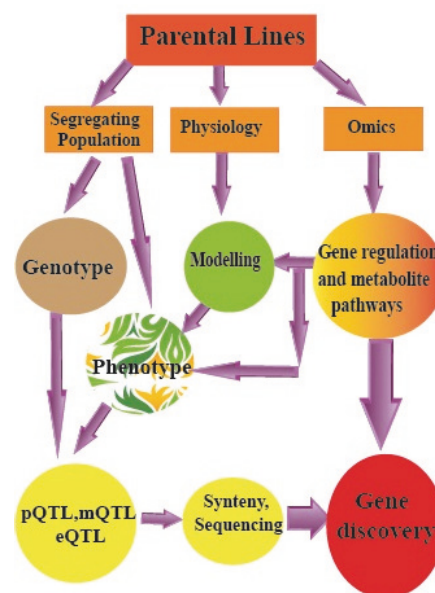 Parental Lines
Segregating
Population
Physiology
Omics
Genotype
Modelling
Gene regulation
and metabolite
pathways
Phenotype
pQTL,mQTL
eQTL
Synteny,
Sequencing
Gene
discovery